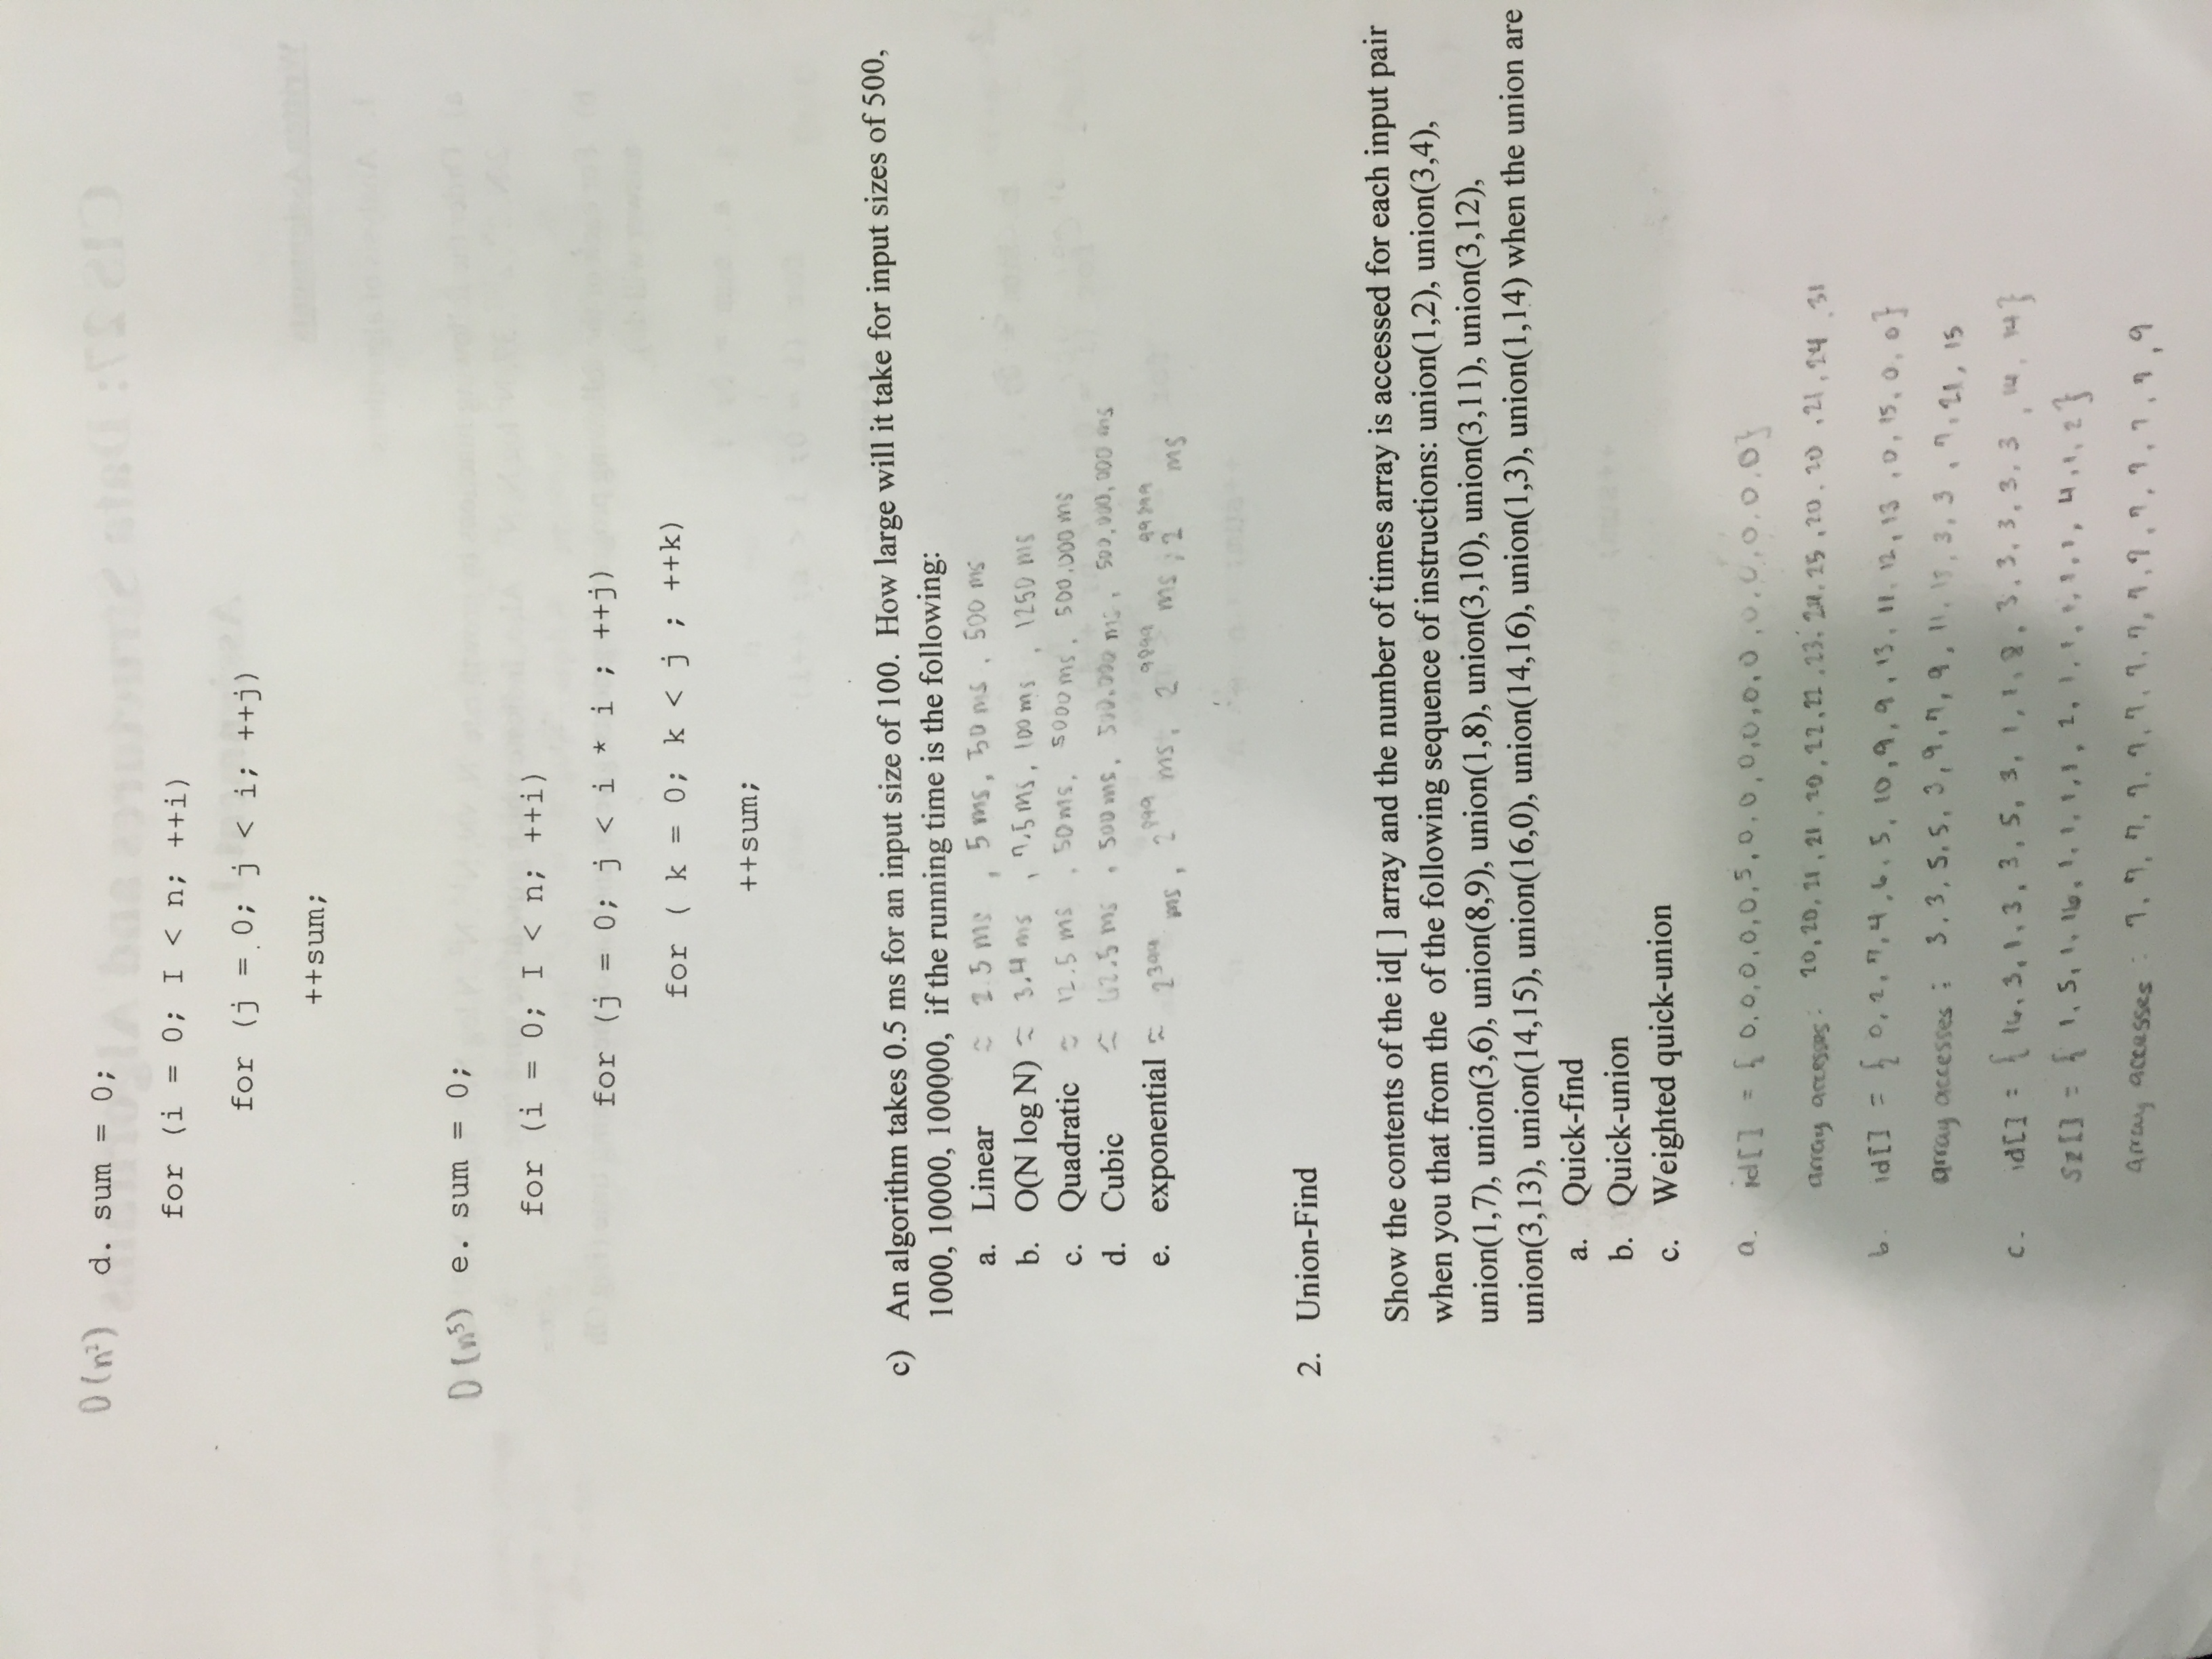 O(n²) d. sum = 0;
for (i = 0; I < n; ++i)
for (j = 0; j < i; ++j)
++sum;
O(n⁵) e. sum = 0;
for (i = 0; I < n; ++i)
for (j = 0; j < i * i ; ++j)
for ( k = 0; k < j ; ++k)
++sum;
c) An algorithm takes 0.5 ms for an input size of 100. How large will it take for input sizes of 500,
1000, 10000, 100000, if the running time is the following:
a. Linear ≈ 2.5 ms, 5 ms, 50 ms, 500 ms
b. O(N log N) ≈ 3.4 ms, 7.5 ms, 100 ms, 1250 ms
c. Quadratic ≈ 12.5 ms, 50 ms, 5000 ms, 500,000 ms
d. Cubic ≈ 62.5 ms, 500 ms, 500,000 ms, 500,000,000 ms
e. exponential ≈ 2³⁹⁹ ms, 2⁸⁹⁹ ms, 2⁹⁸⁹⁹ ms, 2⁹⁹⁸⁹⁹ ms
2. Union-Find
Show the contents of the id[ ] array and the number of times array is accessed for each input pair
when you that from the of the following sequence of instructions: union(1,2), union(3,4),
union(1,7), union(3,6), union(8,9), union(1,8), union(3,10), union(3,11), union(3,12),
union(3,13), union(14,15), union(16,0), union(14,16), union(1,3), union(1,14) when the union are
a. Quick-find
b. Quick-union
c. Weighted quick-union
a. id[] = { 0,0,0,0,0,5,0,0,0,0,0,0,0,0,0,0,0}
array accesses: 20,20,21,21,20,22,22,23,24,25,20,20,21,24,31
b. id[] = { 0,2,7,4,6,5,10,9,9,13,11,12,13,0,15,0,0}
array accesses: 3,3,5,5,3,9,7,9,11,13,3,3,7,21,15
c. id[] = { 16,3,1,3,3,5,3,1,1,8,3,3,3,3,3,14,14}
sz[] = { 1,5,1,16,1,1,1,1,2,1,1,1,1,1,4,1,2}
array accesses: 7,7,7,7,7,7,7,7,7,7,7,7,7,7,9